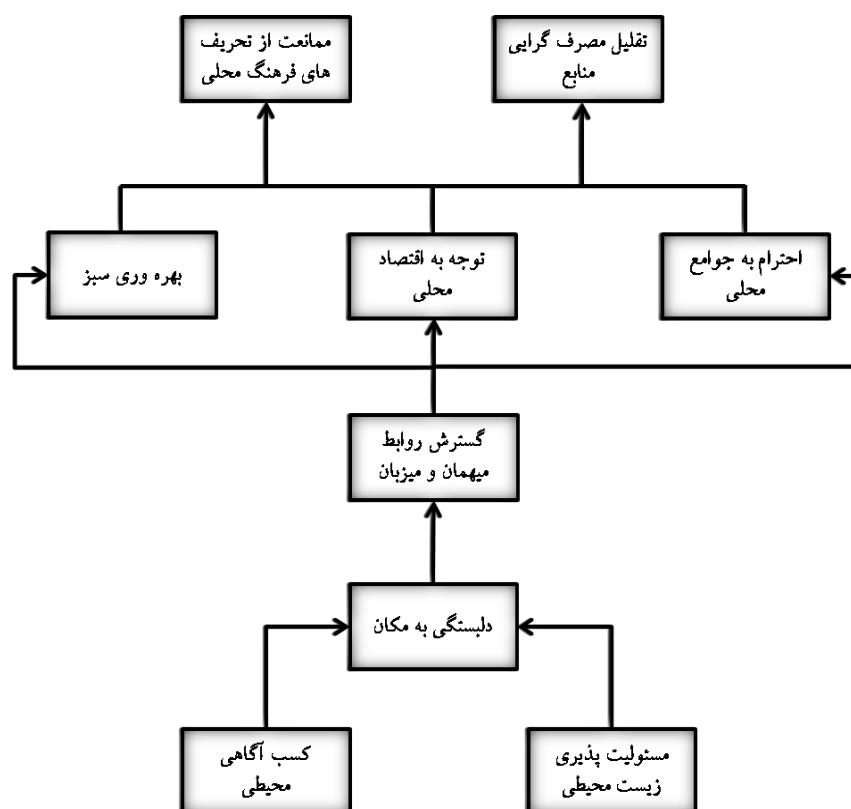 تقلیل مصرف گرایی
منابع
ممانعت از تحریف
های فرهنگ محلی
احترام به جوامع
محلی
توجه به اقتصاد
محلی
بهره وری سبز
گسترش روابط
میهمان و میزبان
دلبستگی به مکان
مسئولیت پذیری
زیست محیطی
کسب آگاهی
محیطی